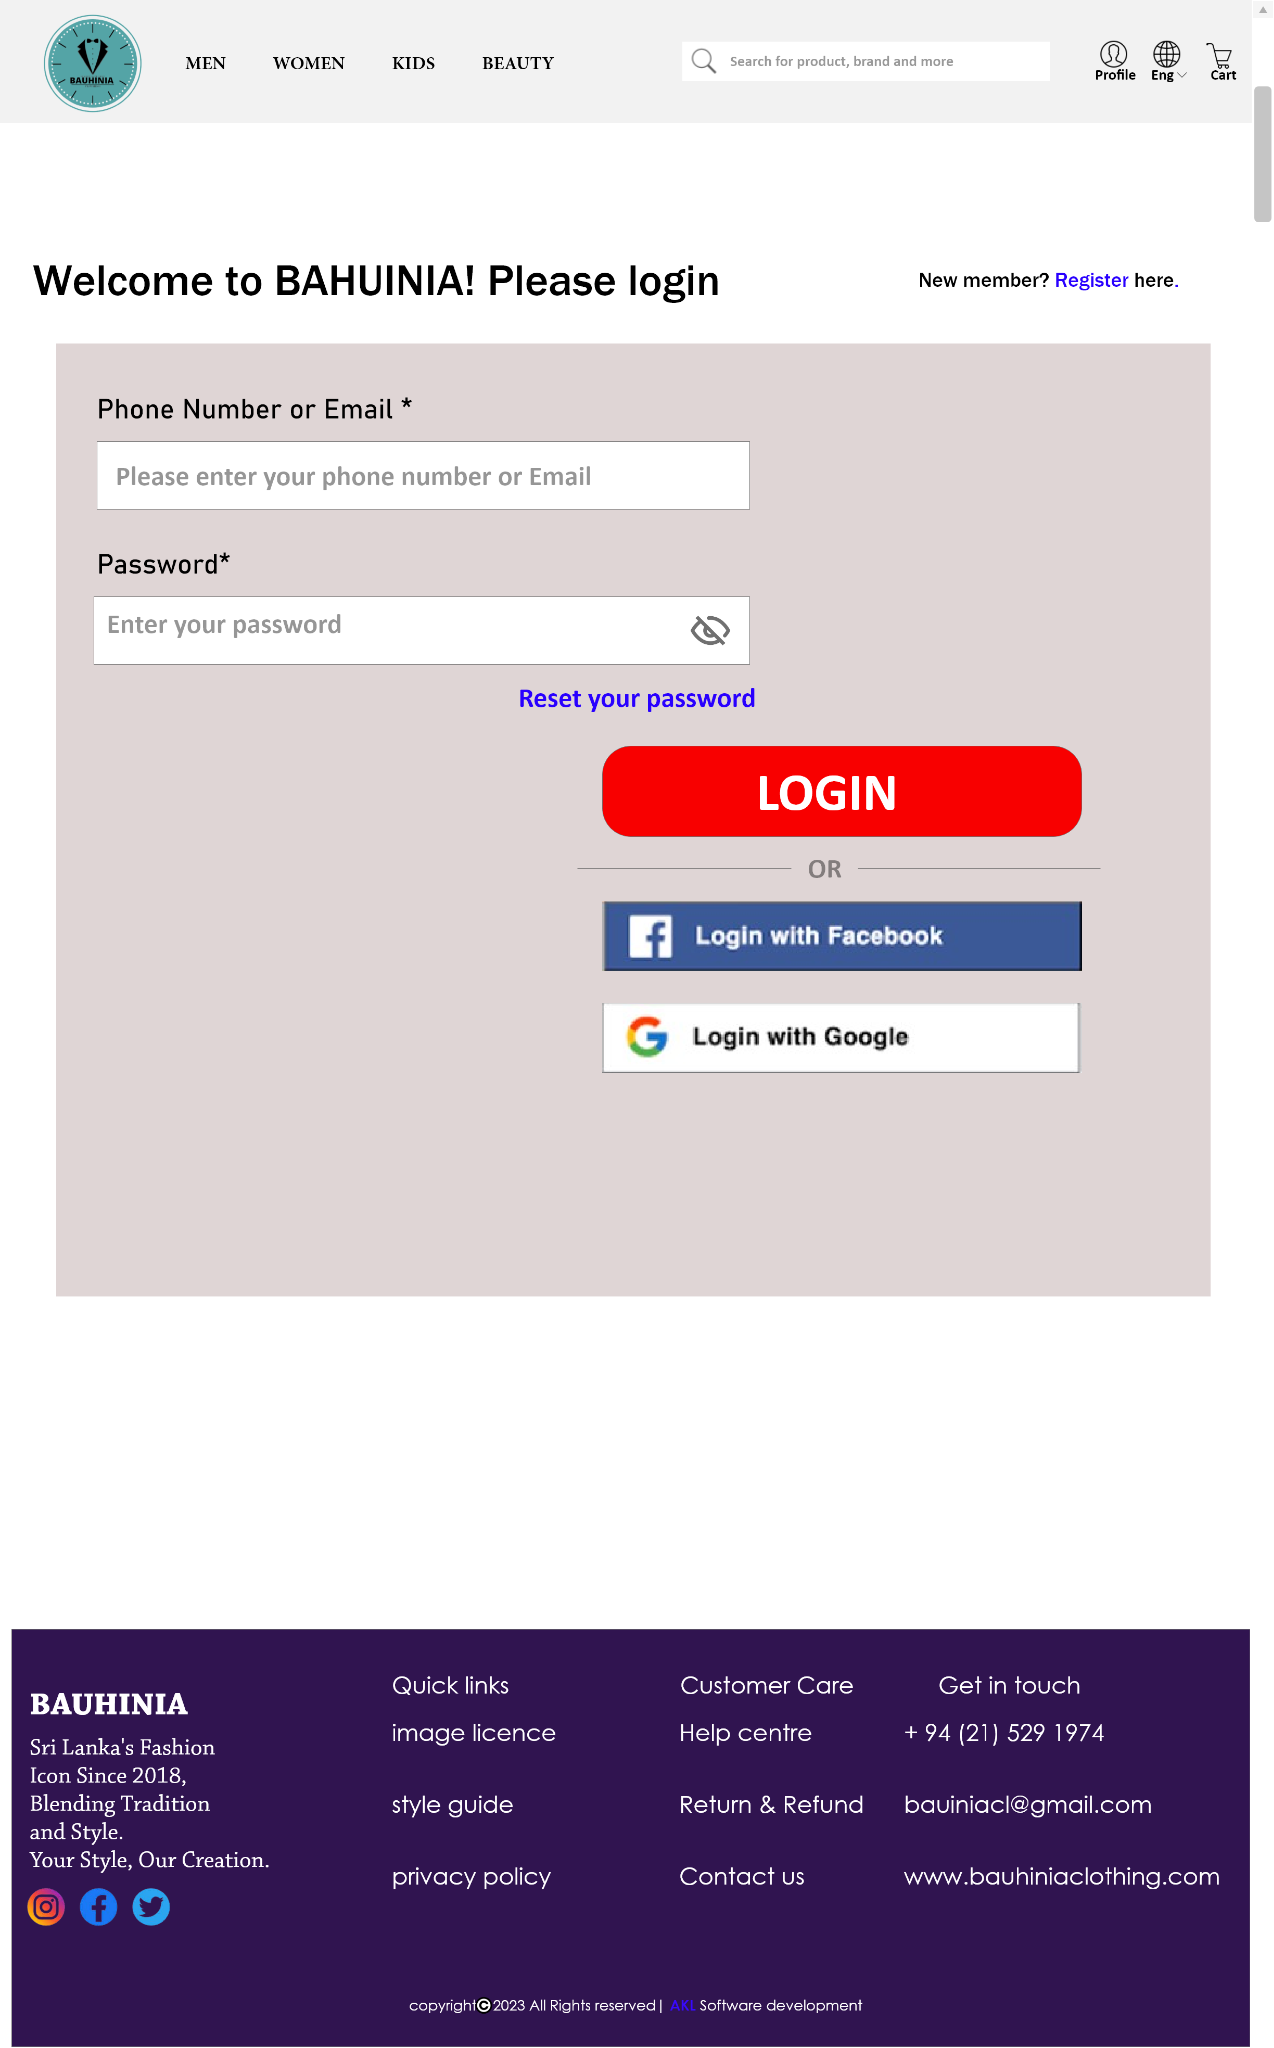 BAUHINIA
MEN WOMEN KIDS BEAUTY
Search for product, brand and more
Profile Eng Cart
Welcome to BAHUINIA! Please login
New member? Register here.
Phone Number or Email *
Please enter your phone number or Email
Password*
Enter your password
Reset your password
LOGIN
OR
Login with Facebook
Login with Google
BAUHINIA
Sri Lanka's Fashion
Icon Since 2018,
Blending Tradition
and Style.
Your Style, Our Creation.
Quick links
image licence
style guide
privacy policy
Customer Care
Help centre
Return & Refund
Contact us
Get in touch
+ 94 (21) 529 1974
bauiniacl@gmail.com
www.bauhiniaclothing.com
copyright©2023 All Rights reserved| AKL Software development